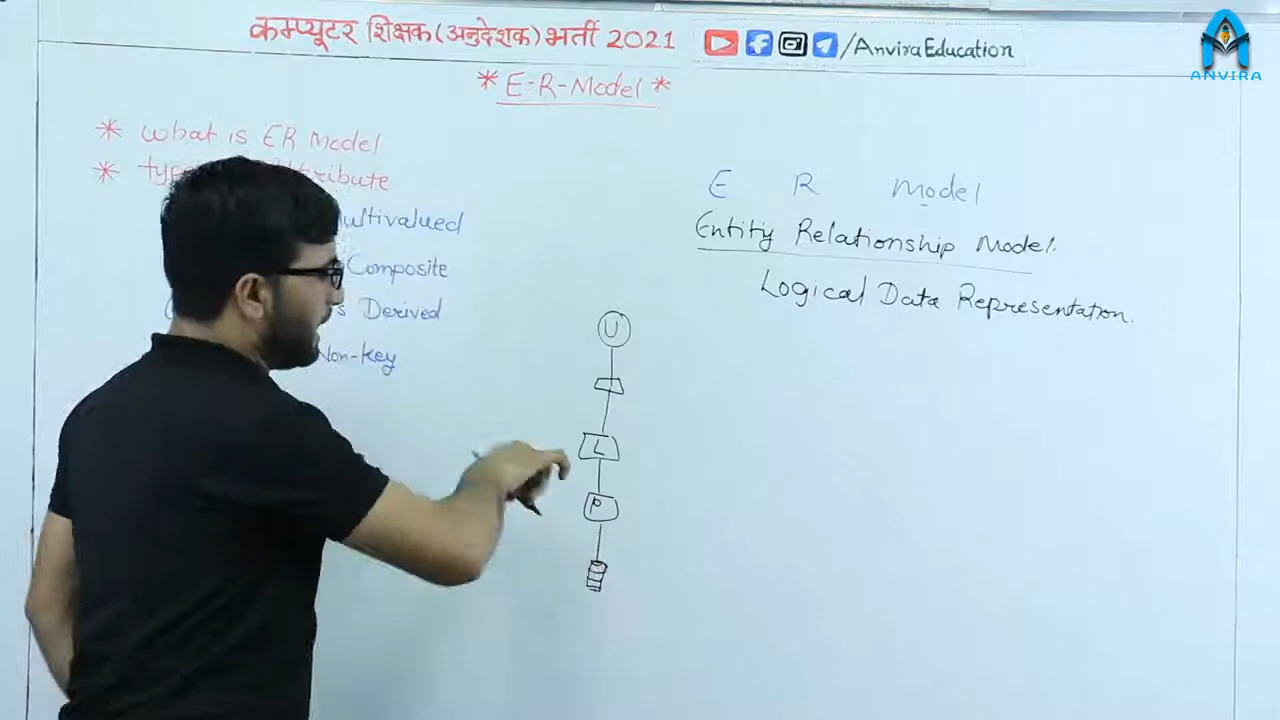 कम्प्यूटर शिक्षक (अनुदेशक) भर्ती 2021
/AnviraEducation
ANVIRA
* E-R-Model *
* What is ER Model
*
E R Model
Entity Relationship Model.
Logical Data Representation.
Composite
Derived
Non-key
U
L
P